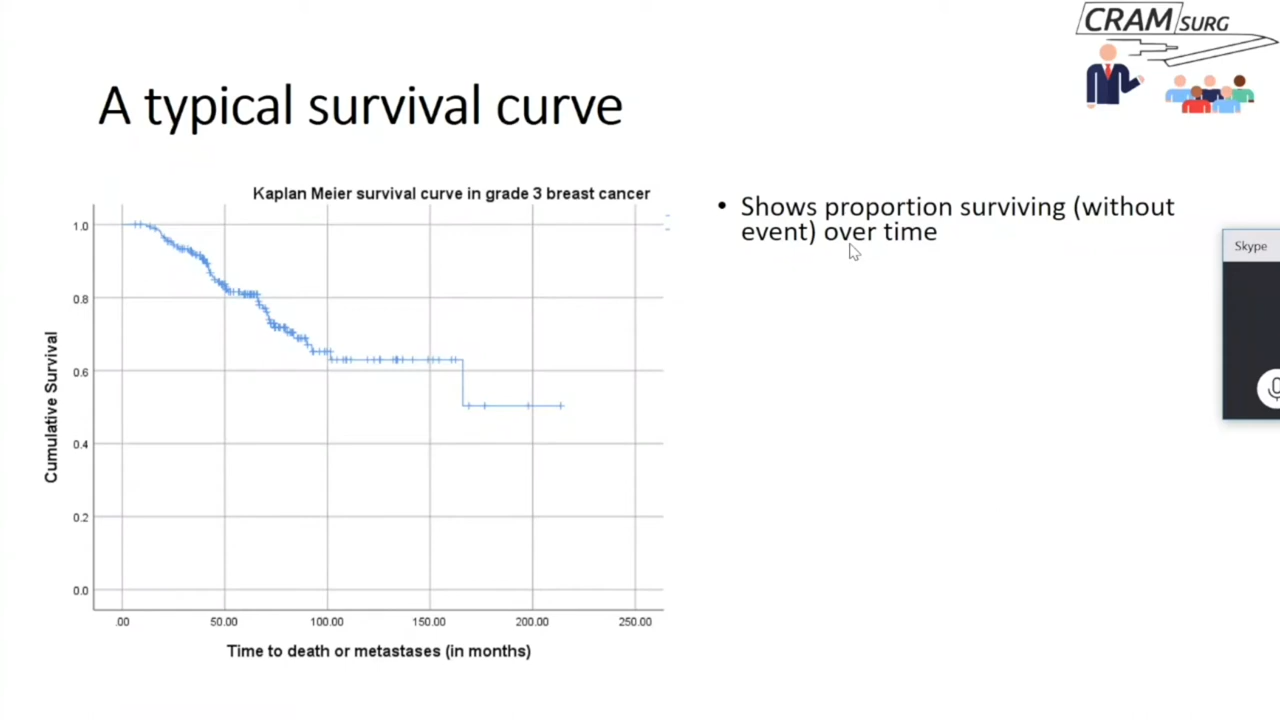 CRAM SURG
A typical survival curve
Kaplan Meier survival curve in grade 3 breast cancer
• Shows proportion surviving (without
event) over time
Skype
1.0
0.8
0.6
0.4
0.2
0.0
Cumulative Survival
.00 50.00 100.00 150.00 200.00 250.00
Time to death or metastases (in months)